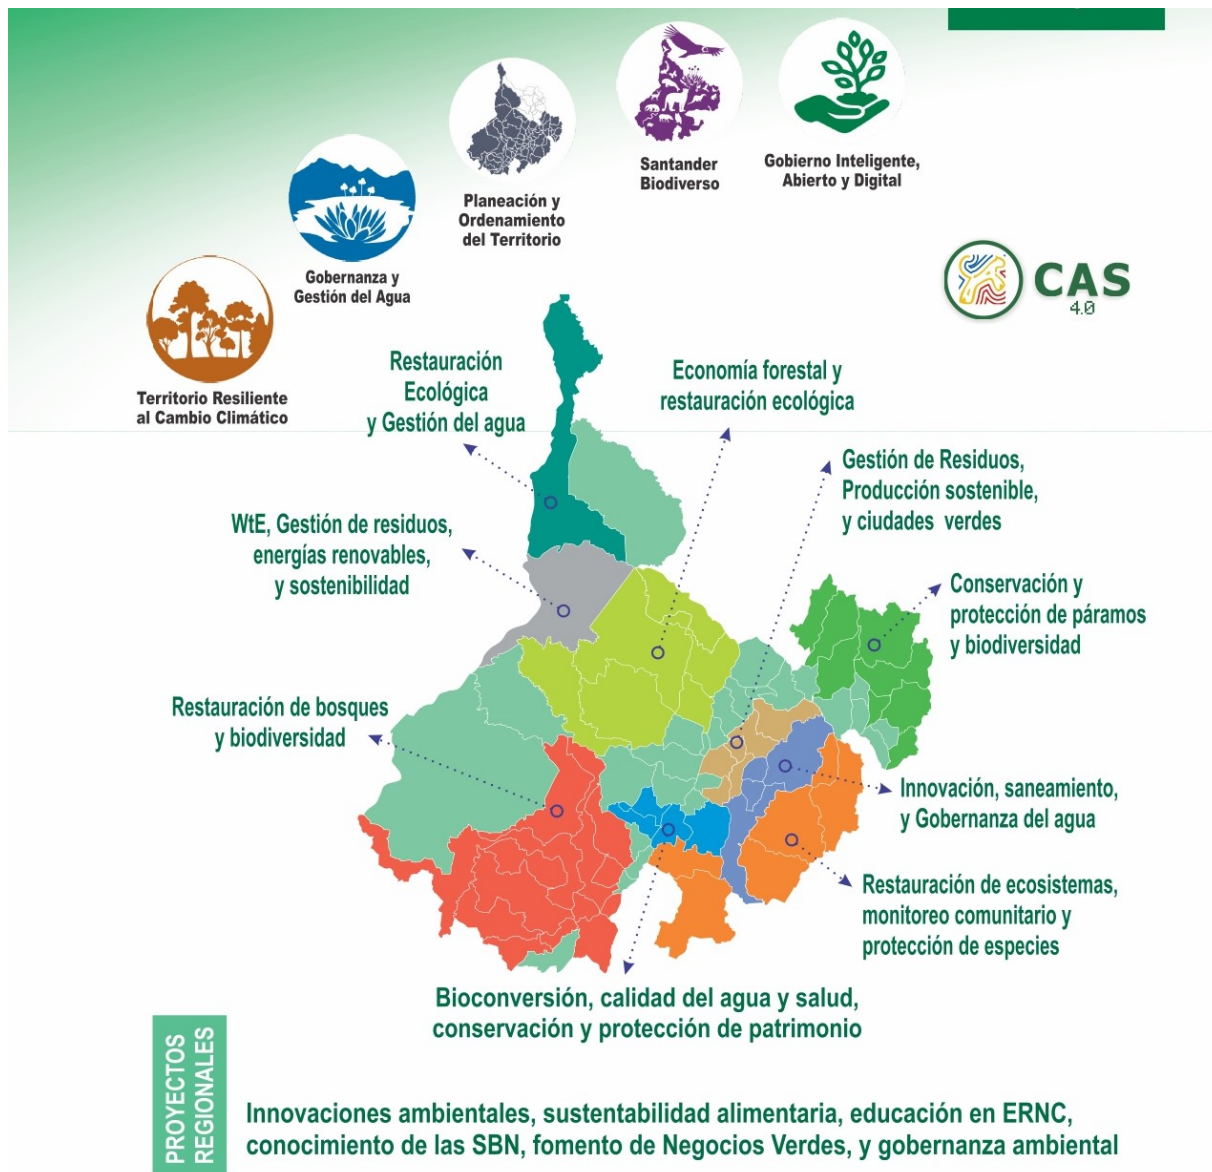 Santander
Biodiverso
Gobierno Inteligente,
Abierto y Digital
Planeación y
Ordenamiento
del Territorio
Gobernanza y
Gestión del Agua
Territorio Resiliente
al Cambio Climático
CAS
4.0
Restauración
Ecológica
y Gestión del agua
Economía forestal y
restauración ecológica
Gestión de Residuos,
Producción sostenible,
y ciudades verdes
WtE, Gestión de residuos,
energías renovables,
y sostenibilidad
Conservación y
protección de páramos
y biodiversidad
Restauración de bosques
y biodiversidad
Innovación, saneamiento,
y Gobernanza del agua
Restauración de ecosistemas,
monitoreo comunitario y
protección de especies
Bioconversión, calidad del agua y salud,
conservación y protección de patrimonio
PROYECTOS
REGIONALES
Innovaciones ambientales, sustentabilidad alimentaria, educación en ERNC,
conocimiento de las SBN, fomento de Negocios Verdes, y gobernanza ambiental